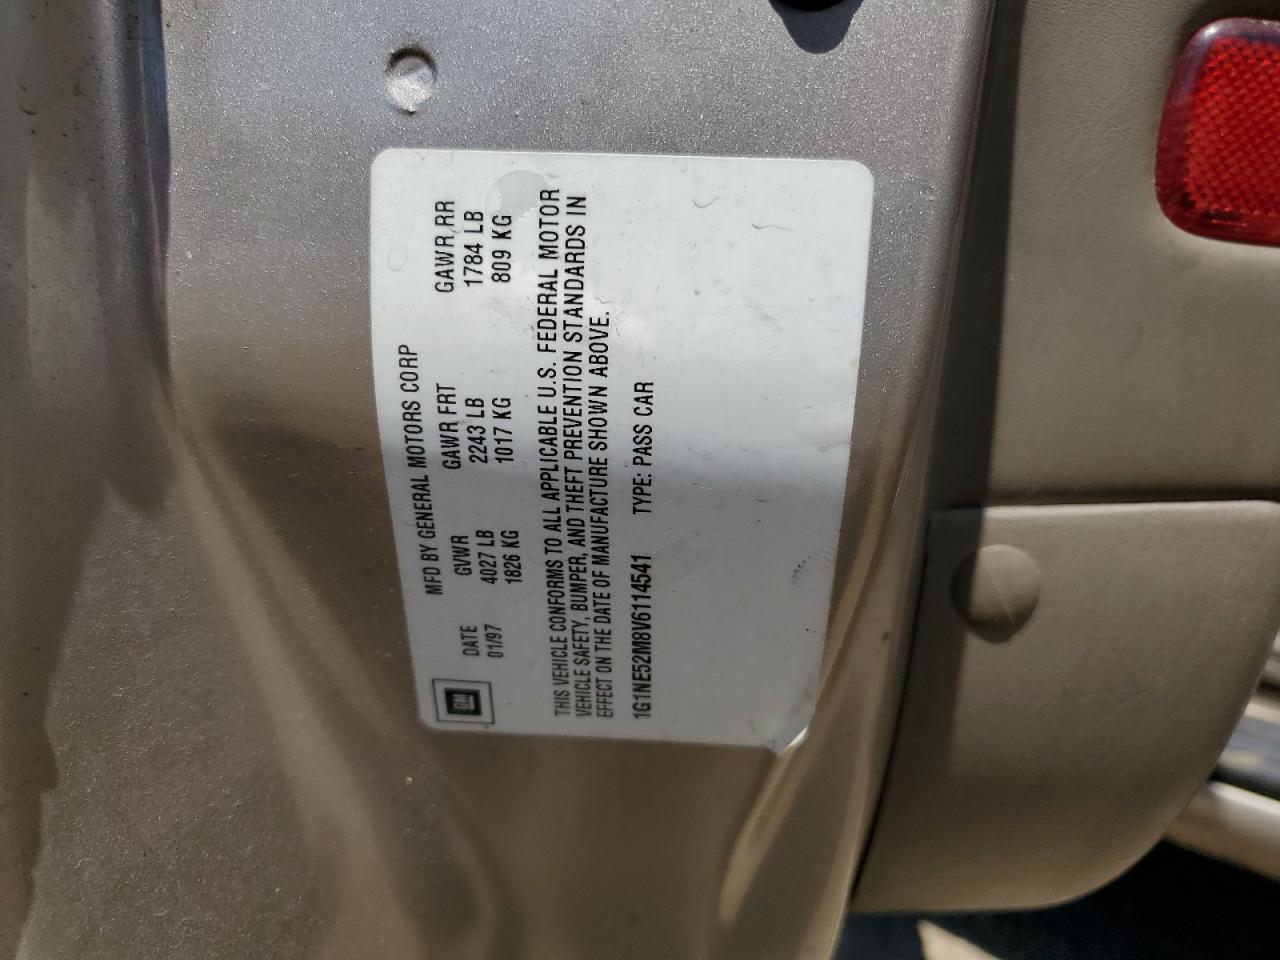 GM
MFD BY GENERAL MOTORS CORP
DATE GVWR GAWR FRT GAWR RR
01/97 4027 LB 2243 LB 1784 LB
1826 KG 1017 KG 809 KG
THIS VEHICLE CONFORMS TO ALL APPLICABLE U.S. FEDERAL MOTOR
VEHICLE SAFETY, BUMPER, AND THEFT PREVENTION STANDARDS IN
EFFECT ON THE DATE OF MANUFACTURE SHOWN ABOVE.
1G1NE52M8V6114541 TYPE: PASS CAR